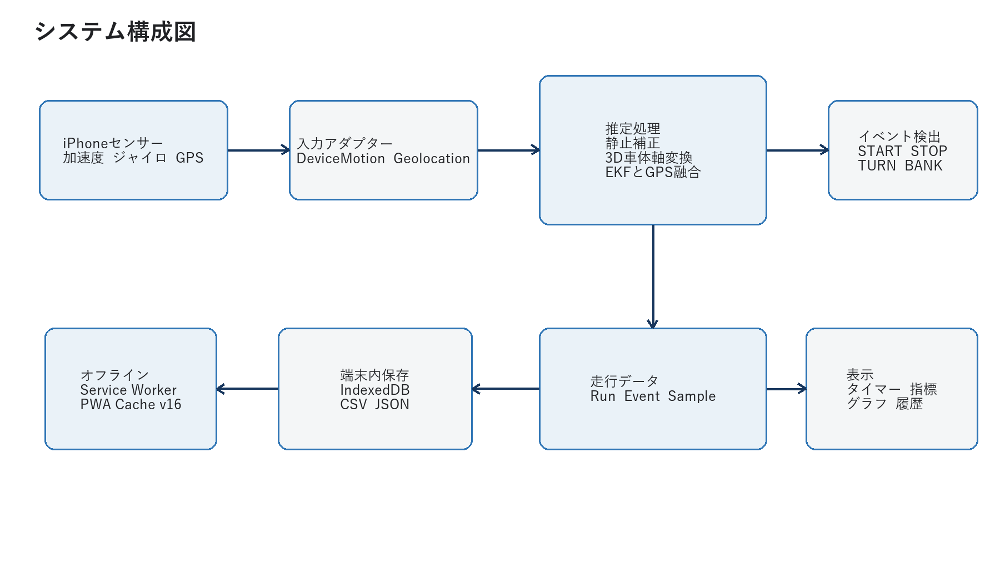 システム構成図
iPhoneセンサー
加速度 ジャイロ GPS
入力アダプター
DeviceMotion Geolocation
推定処理
静止補正
3D車体軸変換
EKFとGPS融合
イベント検出
START STOP
TURN BANK
オフライン
Service Worker
PWA Cache v16
端末内保存
IndexedDB
CSV JSON
走行データ
Run Event Sample
表示
タイマー 指標
グラフ 履歴